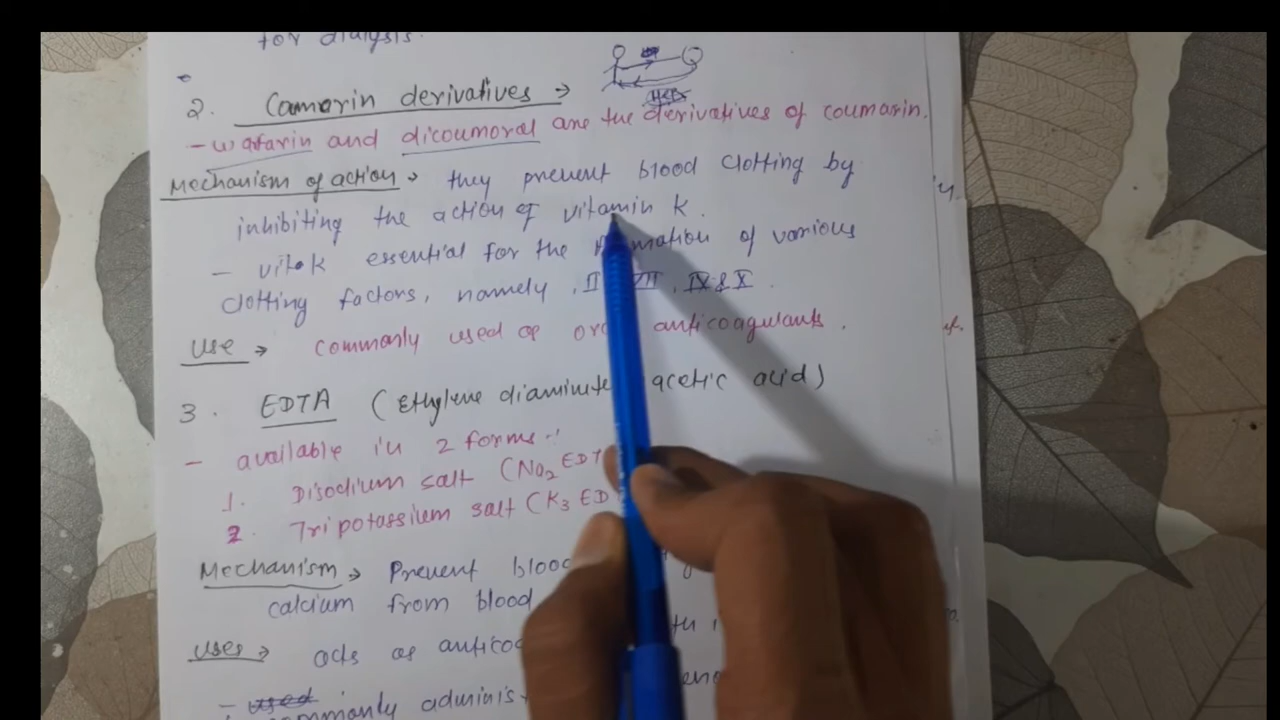 for dialysis.
2. Camorin derivatives →
- warfarin and dicoumoral are the derivatives of coumarin.
Mechanism of action → they prevent blood clotting by
inhibiting the action of vitamin K.
- vit.K essential for the formation of various
clotting factors, namely, II, VII, IX & X.
Use → commonly used as oral anticoagulants.
3. EDTA (Ethylene diaminete acetic acid)
- available in 2 forms:
1. Disodium salt (Na2 EDT
2. Tripotassium salt (K3 ED
Mechanism → Prevent blood
calcium from blood
uses → acts as antico
- used
commonly adminis